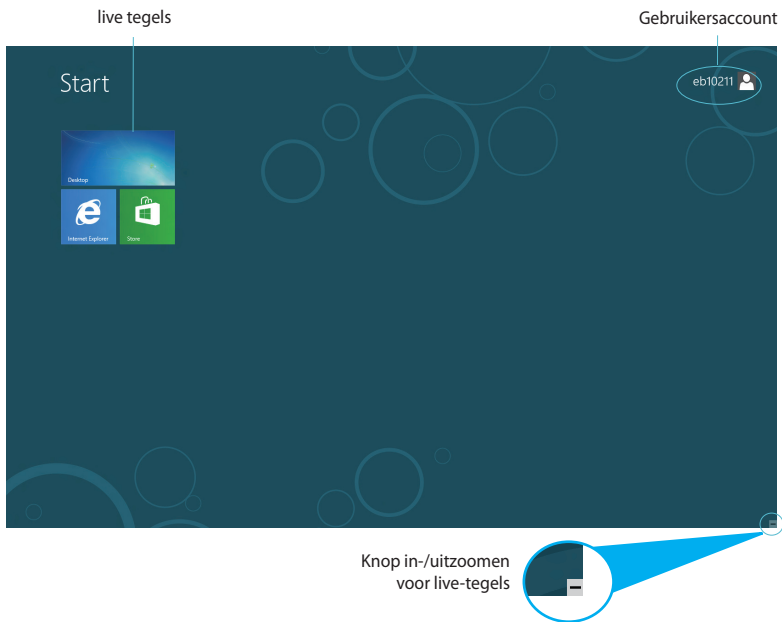 live tegels
Gebruikersaccount
Start
eb10211
Desktop
Internet Explorer
Store
Knop in-/uitzoomen
voor live-tegels